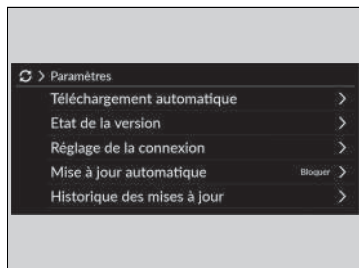 Paramètres
Téléchargement automatique
Etat de la version
Réglage de la connexion
Mise à jour automatique Bloquer
Historique des mises à jour